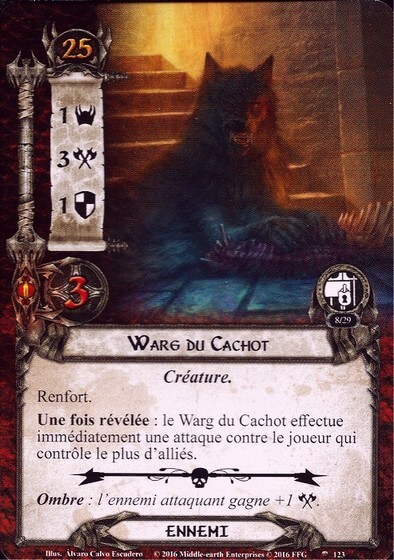 25
1
3
1
3
8/29
Warg du Cachot
Créature.
Renfort.
Une fois révélée : le Warg du Cachot effectue
immédiatement une attaque contre le joueur qui
contrôle le plus d'alliés.
Ombre : l'ennemi attaquant gagne +1
ENNEMI
Illus. Álvaro Calvo Escudero © 2016 Middle-earth Enterprises © 2016 FFG 123